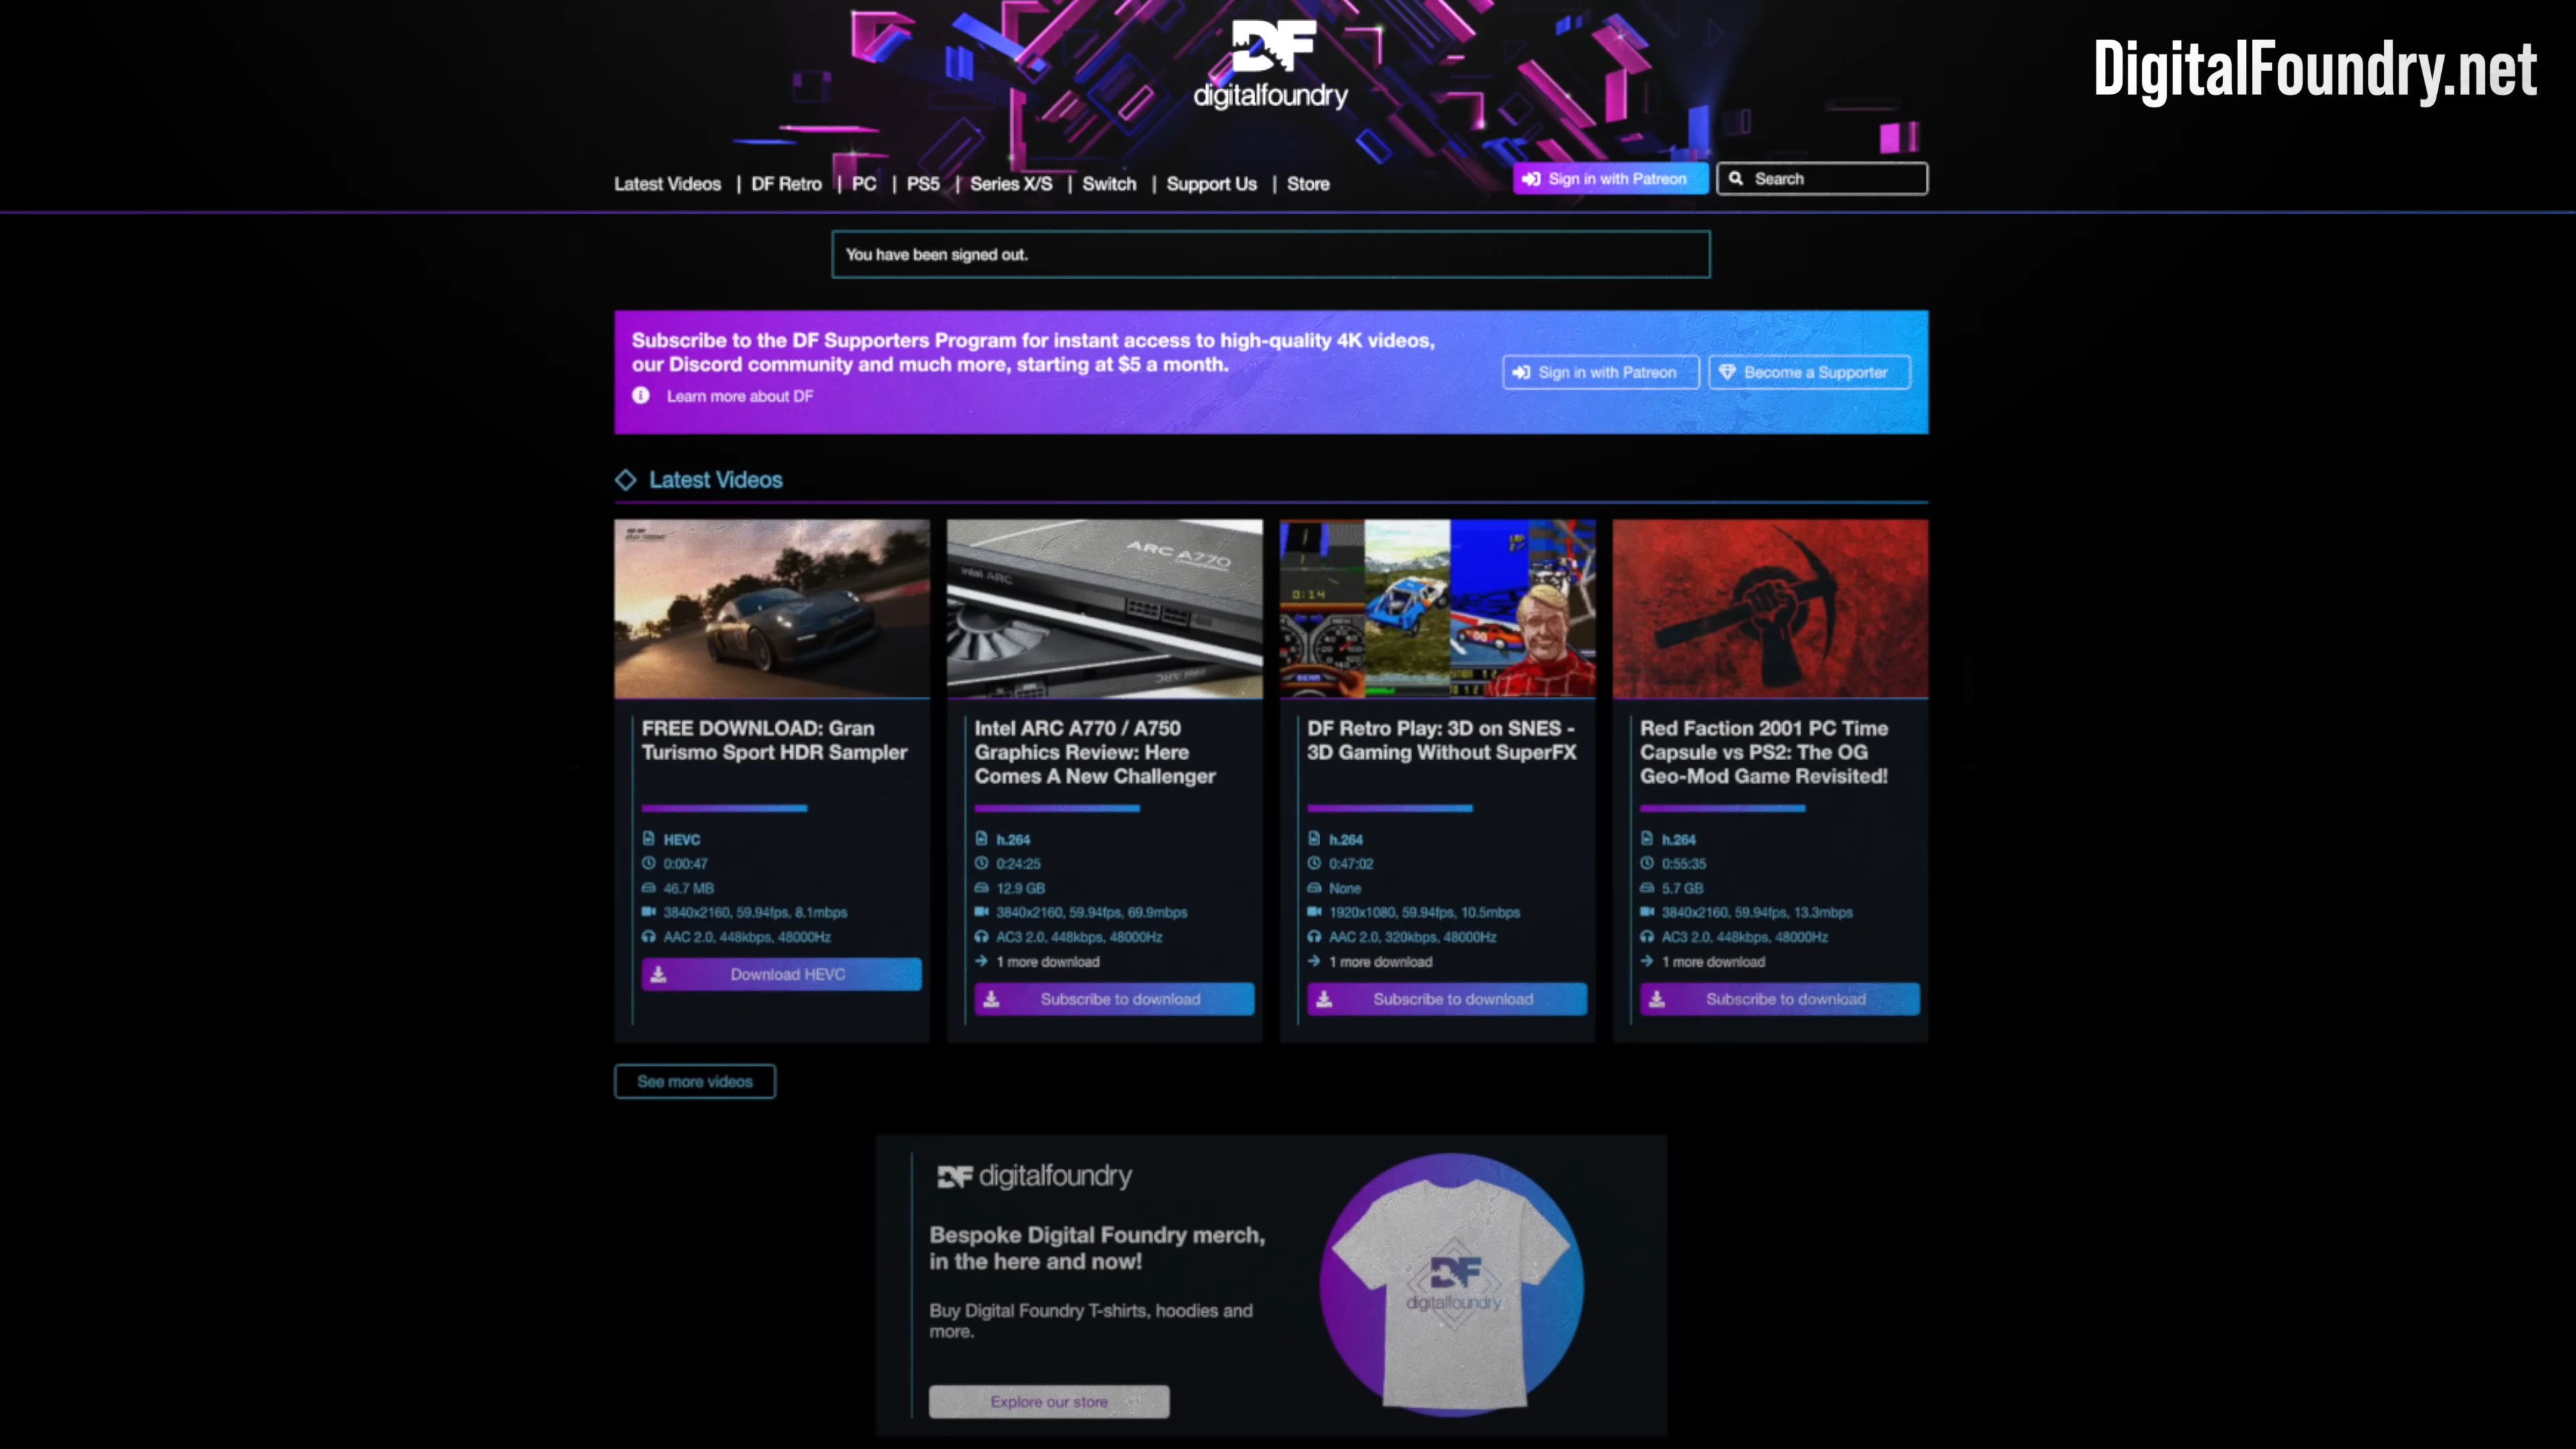 DF
digitalfoundry
DigitalFoundry.net
Latest Videos | DF Retro | PC | PS5 | Series X/S | Switch | Support Us | Store
Sign in with Patreon
Search
You have been signed out.
Subscribe to the DF Supporters Program for instant access to high-quality 4K videos,
our Discord community and much more, starting at $5 a month.
Learn more about DF
Sign in with Patreon
Become a Supporter
Latest Videos
ARC A770
intel ARC
0:14
00
FREE DOWNLOAD: Gran
Turismo Sport HDR Sampler
HEVC
0:00:47
46.7 MB
3840x2160, 59.94fps, 8.1mbps
AAC 2.0, 448kbps, 48000Hz
Download HEVC
Intel ARC A770 / A750
Graphics Review: Here
Comes A New Challenger
h.264
0:24:25
12.9 GB
3840x2160, 59.94fps, 69.9mbps
AC3 2.0, 448kbps, 48000Hz
1 more download
Subscribe to download
DF Retro Play: 3D on SNES -
3D Gaming Without SuperFX
h.264
0:47:02
None
1920x1080, 59.94fps, 10.5mbps
AAC 2.0, 320kbps, 48000Hz
1 more download
Subscribe to download
Red Faction 2001 PC Time
Capsule vs PS2: The OG
Geo-Mod Game Revisited!
h.264
0:55:35
5.7 GB
3840x2160, 59.94fps, 13.3mbps
AC3 2.0, 448kbps, 48000Hz
1 more download
Subscribe to download
See more videos
DF digitalfoundry
Bespoke Digital Foundry merch,
in the here and now!
Buy Digital Foundry T-shirts, hoodies and
more.
Explore our store
DF
digitalfoundry